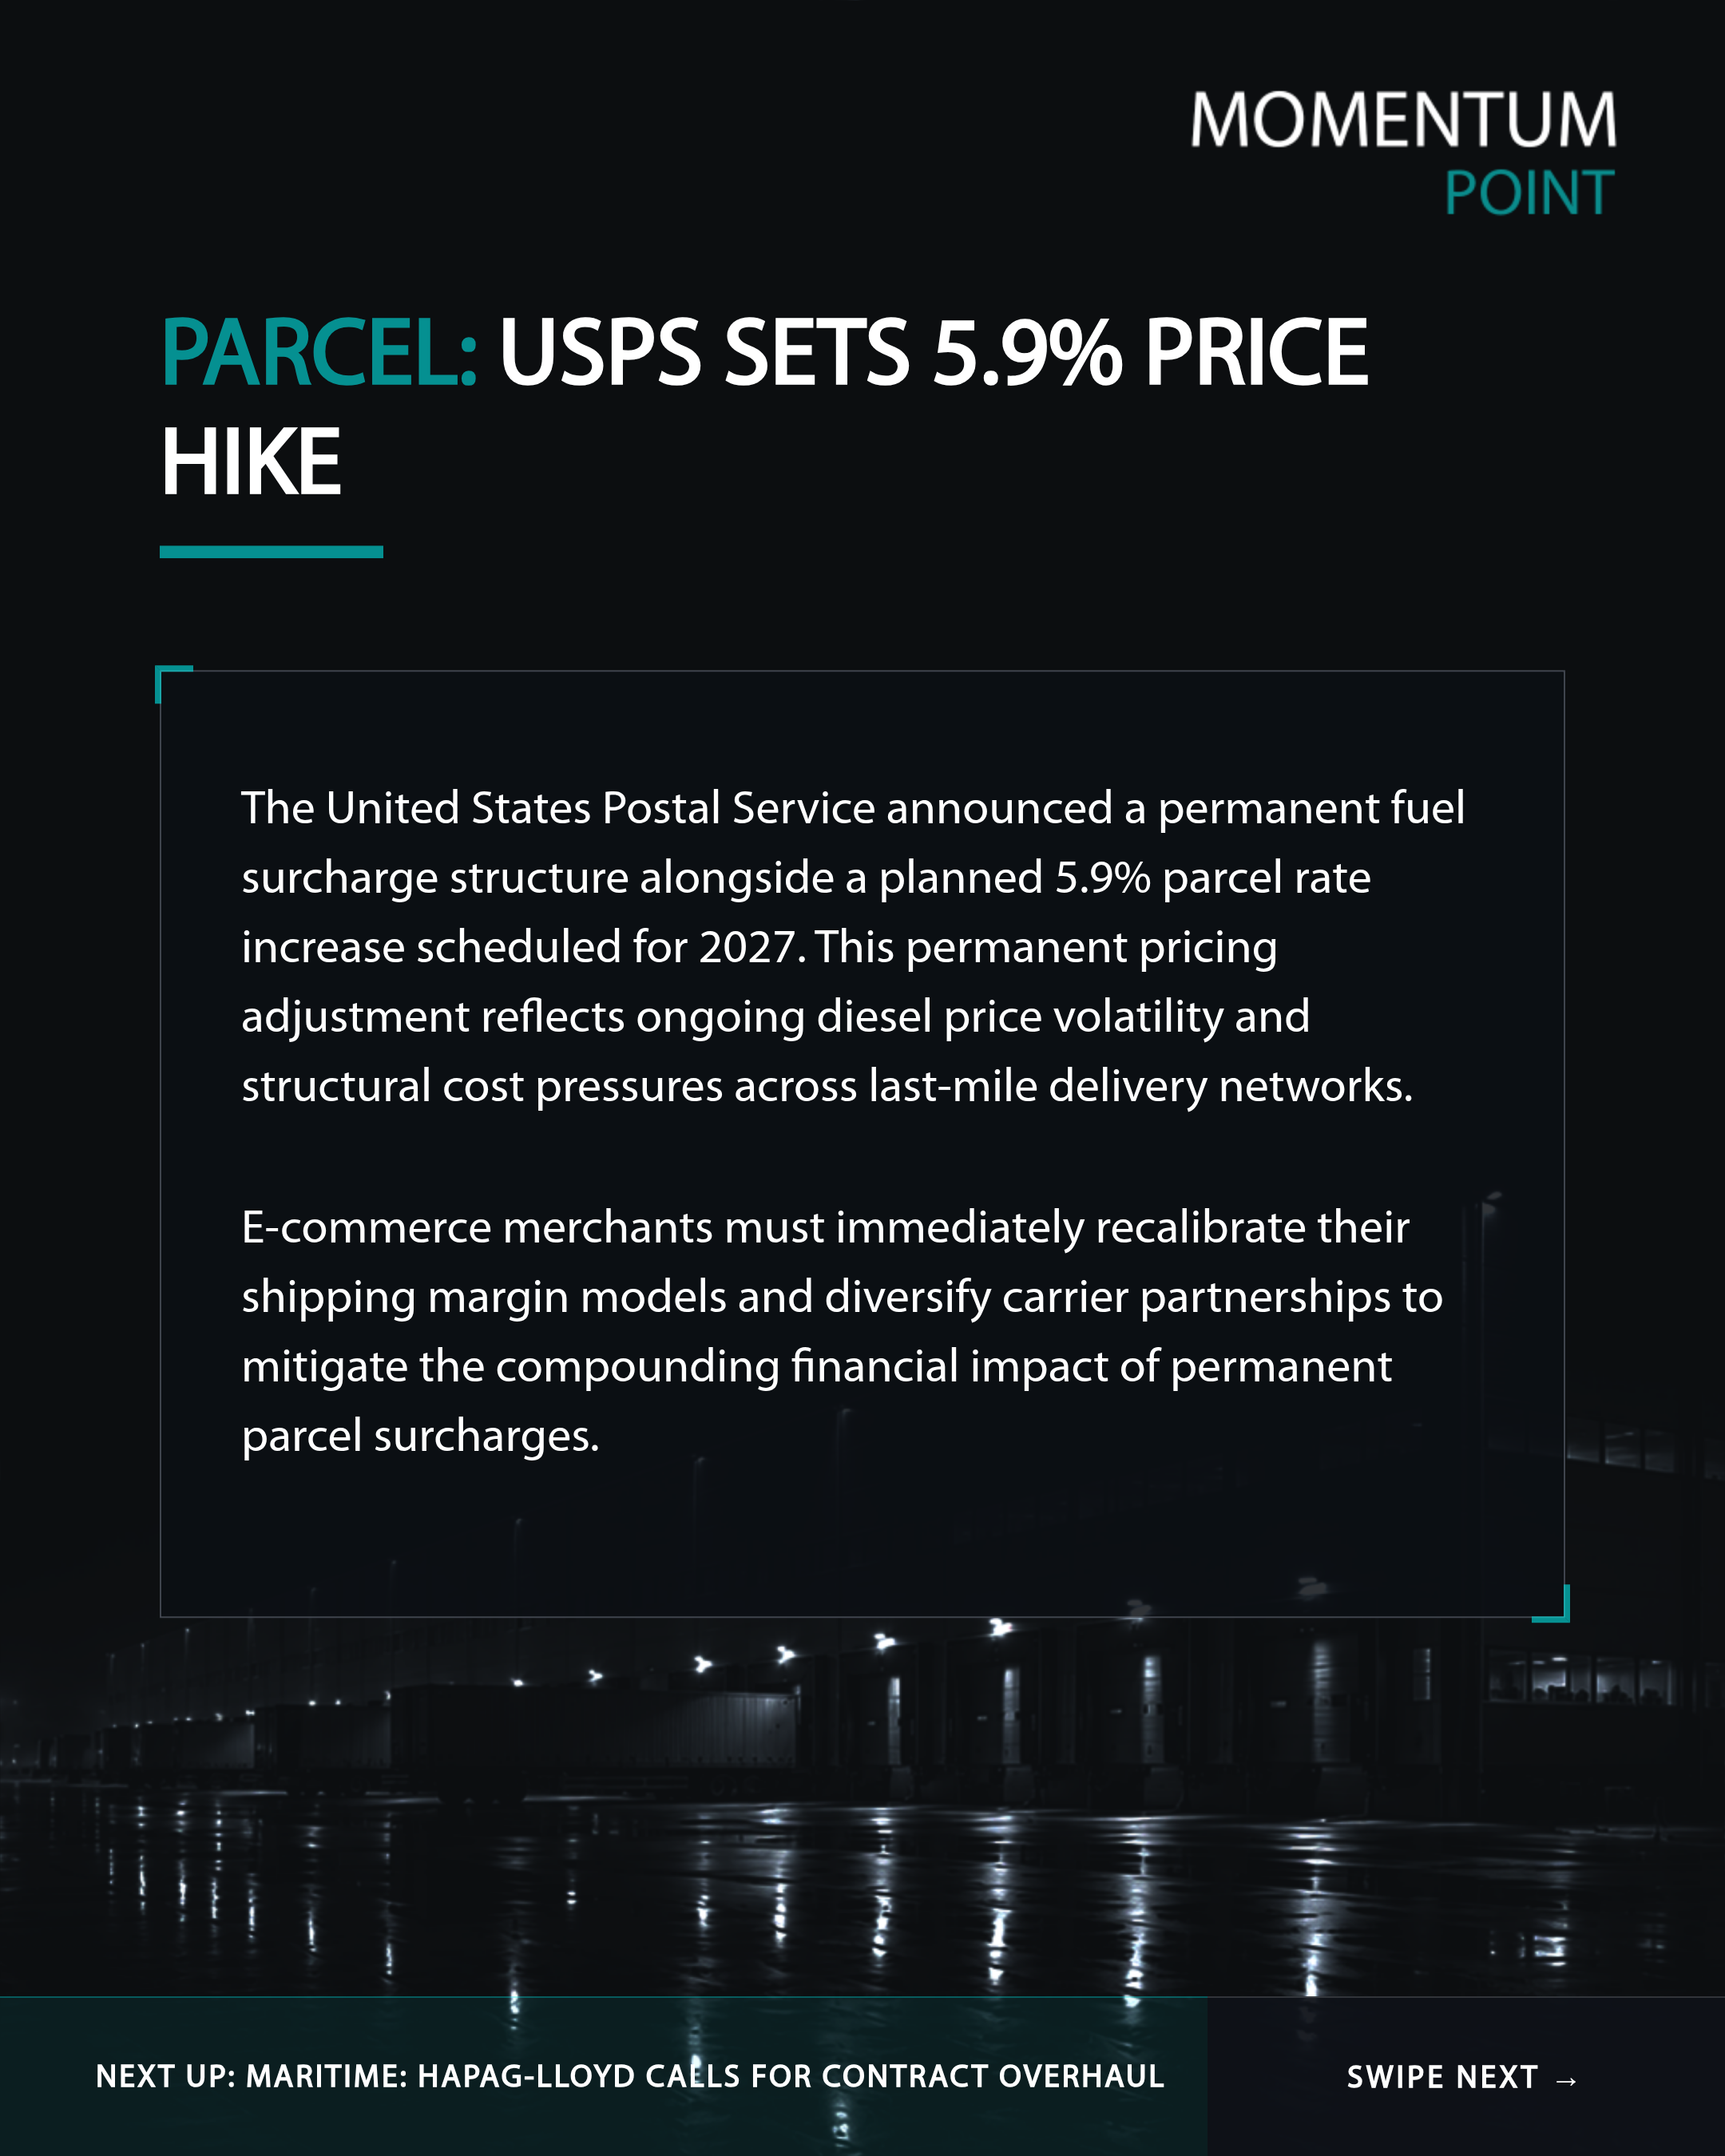 MOMENTUM
POINT
PARCEL: USPS SETS 5.9% PRICE
HIKE
The United States Postal Service announced a permanent fuel
surcharge structure alongside a planned 5.9% parcel rate
increase scheduled for 2027. This permanent pricing
adjustment reflects ongoing diesel price volatility and
structural cost pressures across last-mile delivery networks.
E-commerce merchants must immediately recalibrate their
shipping margin models and diversify carrier partnerships to
mitigate the compounding financial impact of permanent
parcel surcharges.
NEXT UP: MARITIME: HAPAG-LLOYD CALLS FOR CONTRACT OVERHAUL
SWIPE NEXT →